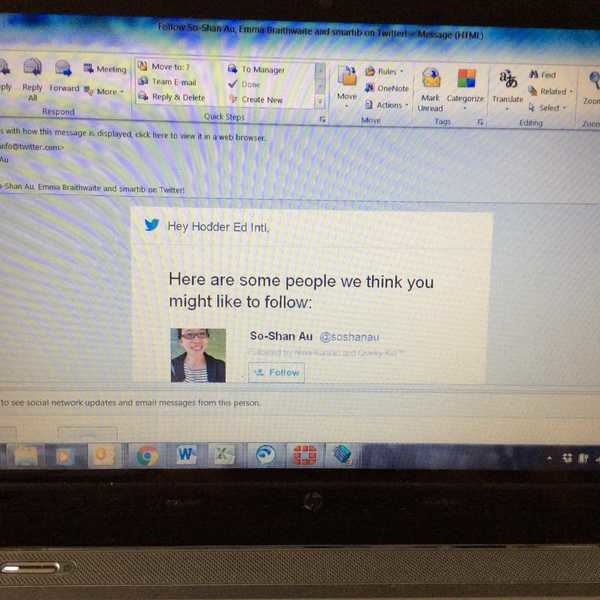 Follow So-Shan Au, Emma Braithwaite and smartib on Twitter! - Message (HTML)
Meeting
Move to: ?
To Manager
Rules
Find
ply Reply All Forward
More
Team E-mail
Done
OneNote
Related
Reply & Delete
Create New
Move
Actions
Mark Unread
Categorize
Translate
Select
Zoom
Respond
Quick Steps
Move
Tags
Editing
Zoom
s with how this message is displayed, click here to view it in a web browser.
info@twitter.com>
Au
o-Shan Au, Emma Braithwaite and smartib on Twitter!
Hey Hodder Ed Intl,
Here are some people we think you
might like to follow:
So-Shan Au @soshanau
Followed by and
Follow
to see social network updates and email messages from this person.
W
hp